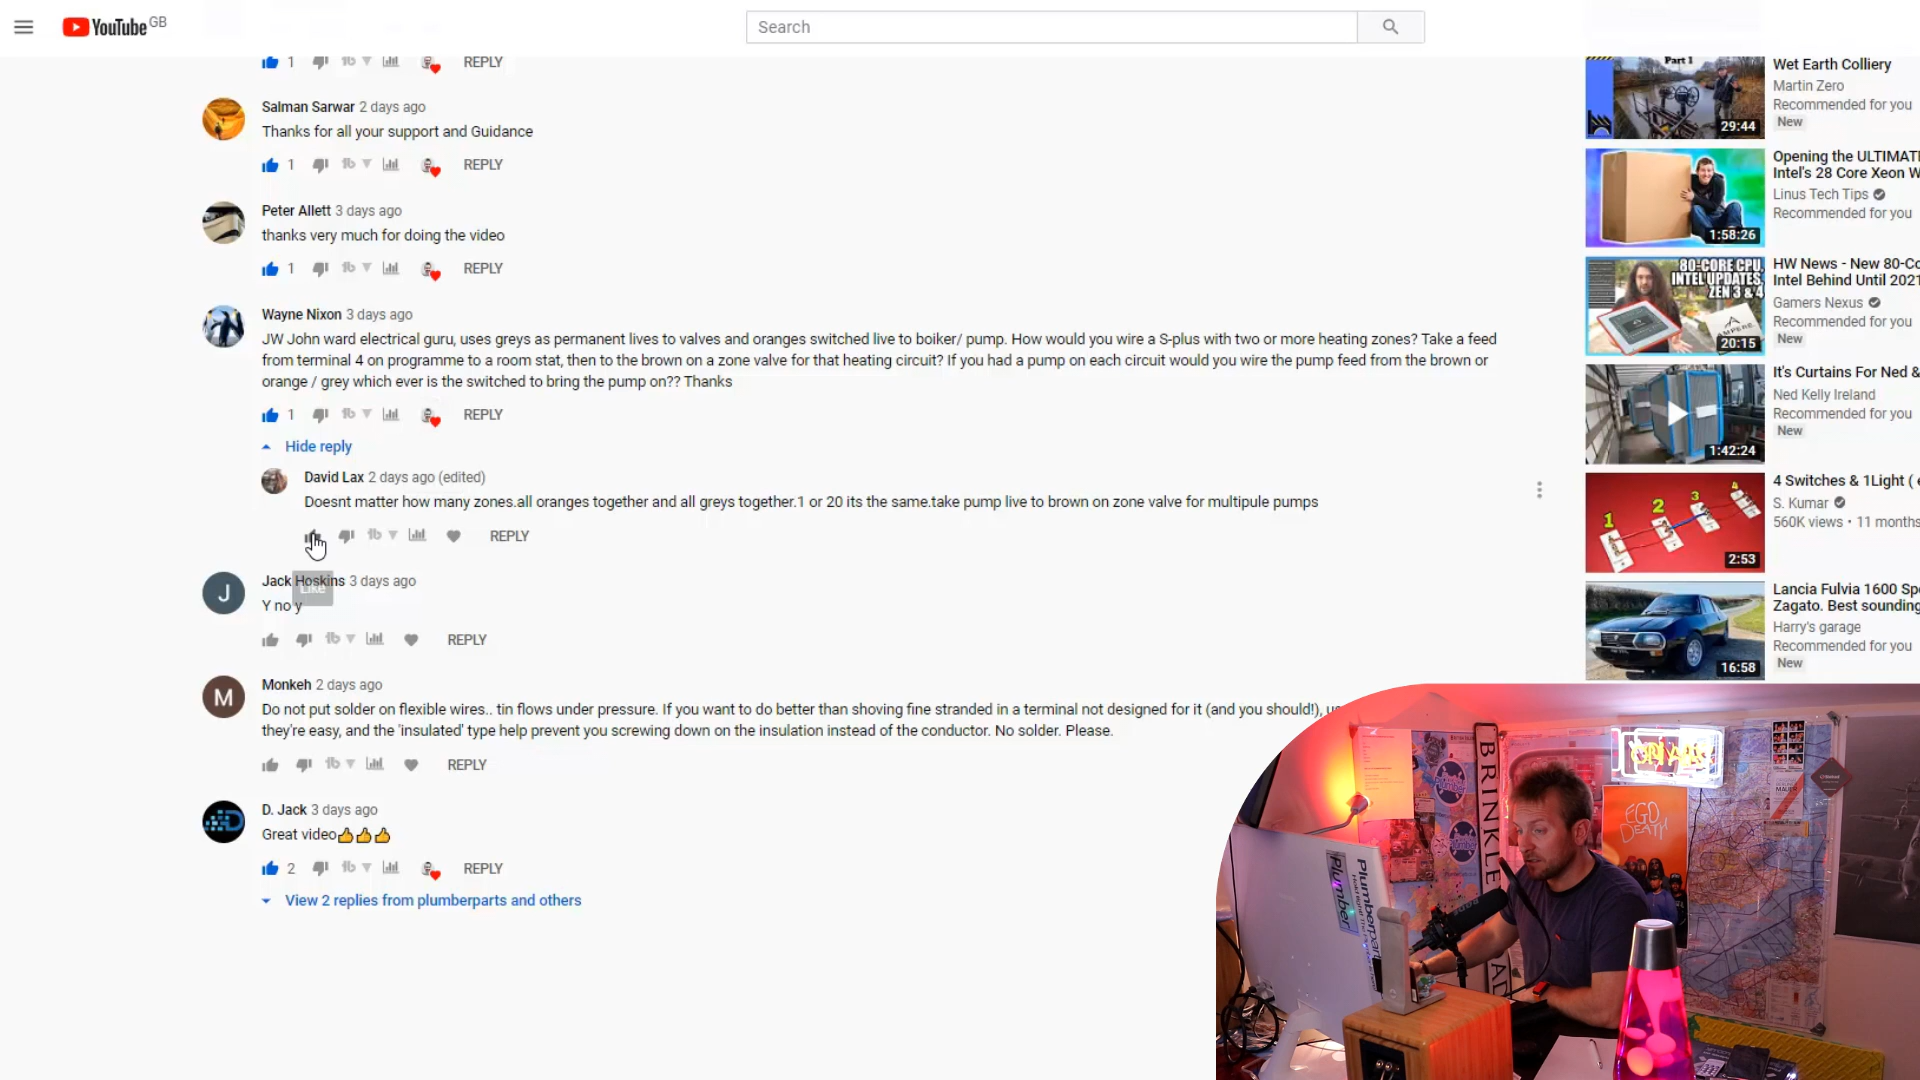 YouTube GB
Search
1 REPLY
Salman Sarwar 2 days ago
Thanks for all your support and Guidance
1 REPLY
Peter Allett 3 days ago
thanks very much for doing the video
1 REPLY
Wayne Nixon 3 days ago
JW John ward electrical guru, uses greys as permanent lives to valves and oranges switched live to boiker/ pump. How would you wire a S-plus with two or more heating zones? Take a feed
from terminal 4 on programme to a room stat, then to the brown on a zone valve for that heating circuit? If you had a pump on each circuit would you wire the pump feed from the brown or
orange / grey which ever is the switched to bring the pump on?? Thanks
1 REPLY
Hide reply
David Lax 2 days ago (edited)
Doesnt matter how many zones.all oranges together and all greys together.1 or 20 its the same.take pump live to brown on zone valve for multipule pumps
REPLY
Jack Hoskins 3 days ago
Like
Y no y
J
REPLY
Monkeh 2 days ago
M
Do not put solder on flexible wires.. tin flows under pressure. If you want to do better than shoving fine stranded in a terminal not designed for it (and you should!),
they're easy, and the 'insulated' type help prevent you screwing down on the insulation instead of the conductor. No solder. Please.
REPLY
D. Jack 3 days ago
Great video👍👍👍
2 REPLY
View 2 replies from plumberparts and others
Part 1
29:44
Wet Earth Colliery
Martin Zero
Recommended for you
New
1:58:26
Opening the ULTIMATE
Intel's 28 Core Xeon W
Linus Tech Tips
Recommended for you
80-CORE CPU,
INTEL UPDATES,
ZEN 3 & 4
AMPERE
20:15
HW News - New 80-Co
Intel Behind Until 2021
Gamers Nexus
Recommended for you
New
1:42:24
It's Curtains For Ned &
Ned Kelly Ireland
Recommended for you
New
1 2 3 4
2:53
4 Switches & 1Light (
S. Kumar
560K views • 11 months
16:58
Lancia Fulvia 1600 Spo
Zagato. Best sounding
Harry's garage
Recommended for you
New
BRINKLE
AD
EGO
DEATH
Plumber
Plumberpart